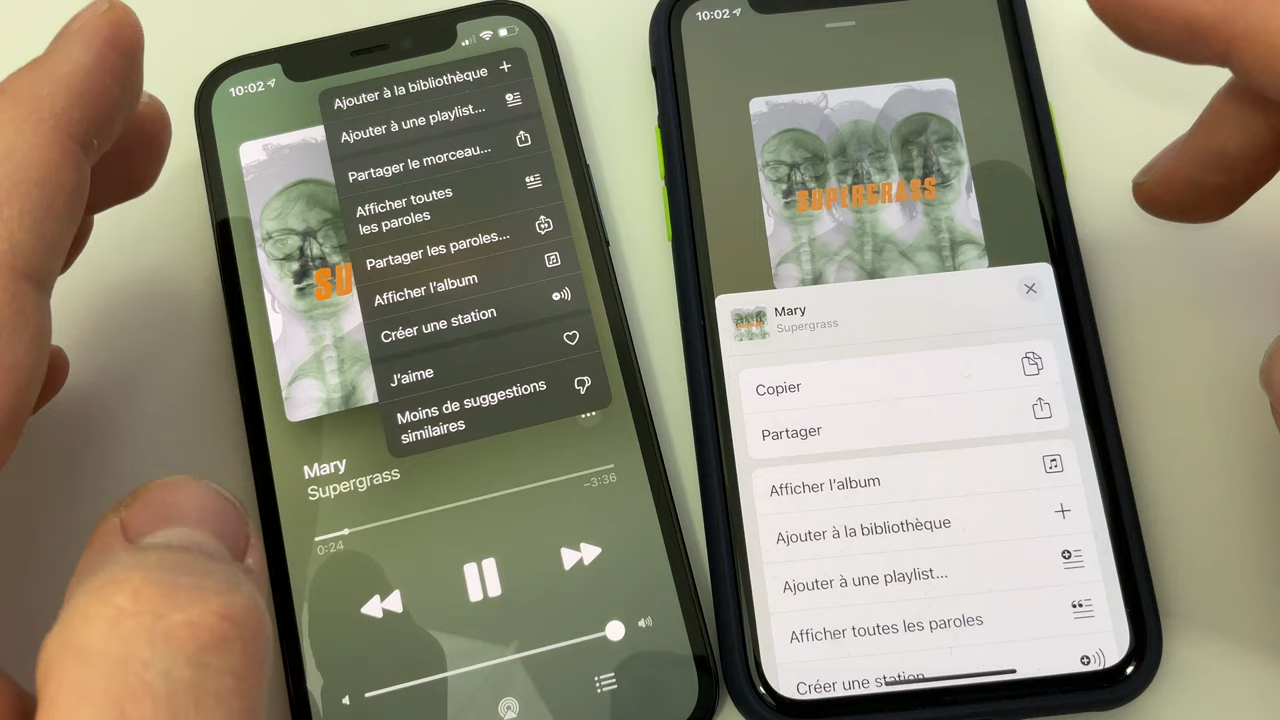 10:02
Ajouter à la bibliothèque
Ajouter à une playlist...
Partager le morceau...
Afficher toutes
les paroles
Partager les paroles...
Afficher l'album
Créer une station
J'aime
Moins de suggestions
similaires
SU
Mary
Supergrass
0:24
–3:36
10:02
SUPERGRASS
Mary
Supergrass
Copier
Partager
Afficher l'album
Ajouter à la bibliothèque
Ajouter à une playlist...
Afficher toutes les paroles
Créer une station